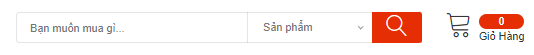 Bạn muốn mua gì...
Sản phẩm
0
Giỏ Hàng